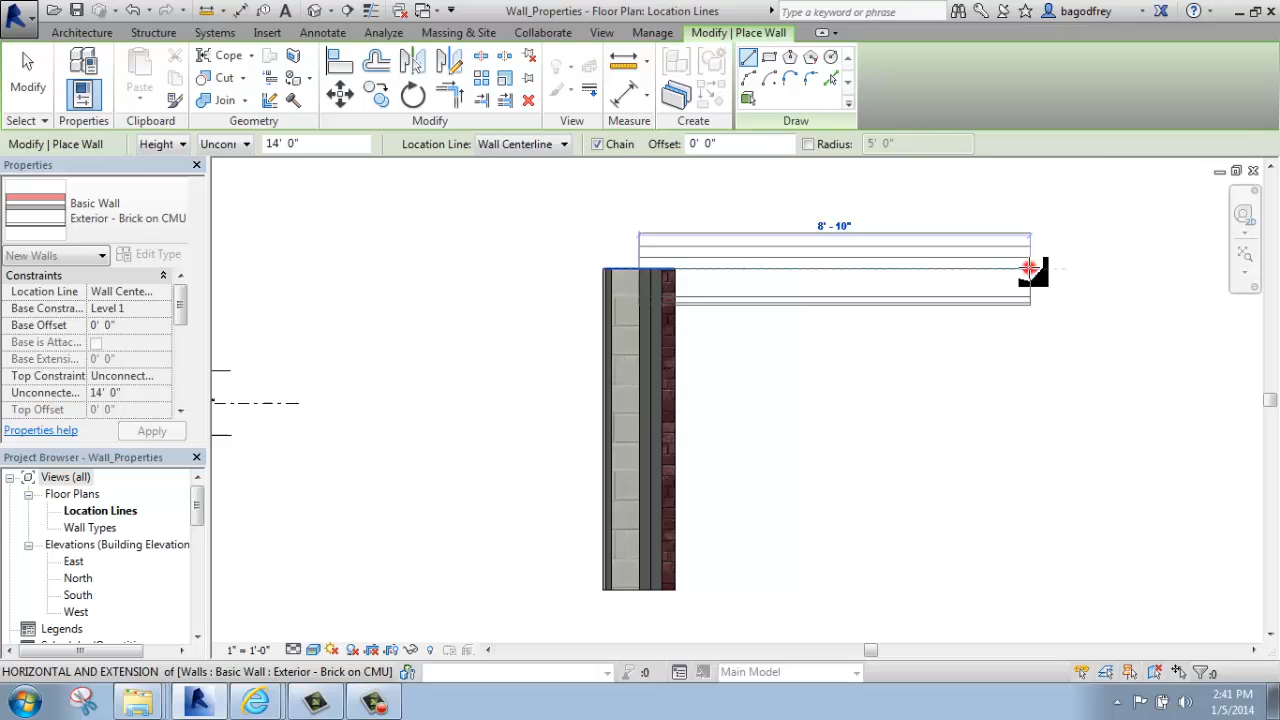 Wall_Properties - Floor Plan: Location Lines
Type a keyword or phrase
bagodfrey
Architecture
Structure
Systems
Insert
Annotate
Analyze
Massing & Site
Collaborate
View
Manage
Modify | Place Wall
Modify
Select
Properties
Paste
Clipboard
Cope
Cut
Join
Geometry
Modify
View
Measure
Create
Draw
Modify | Place Wall
Height
Unconr
14' 0"
Location Line:
Wall Centerline
Chain
Offset:
0' 0"
Radius:
5' 0"
Properties
Basic Wall
Exterior - Brick on CMU
New Walls
Edit Type
Constraints
Location Line
Wall Cente...
Base Constra...
Level 1
Base Offset
0' 0"
Base is Attac...
Base Extensi...
0' 0"
Top Constraint
Unconnect...
Unconnecte...
14' 0"
Top Offset
0' 0"
Properties help
Apply
Project Browser - Wall_Properties
Views (all)
Floor Plans
Location Lines
Wall Types
Elevations (Building Elevation
East
North
South
West
Legends
8' - 10"
2D
1" = 1'-0"
HORIZONTAL AND EXTENSION of [Walls : Basic Wall : Exterior - Brick on CMU]
:0
Main Model
:0
2:41 PM
1/5/2014